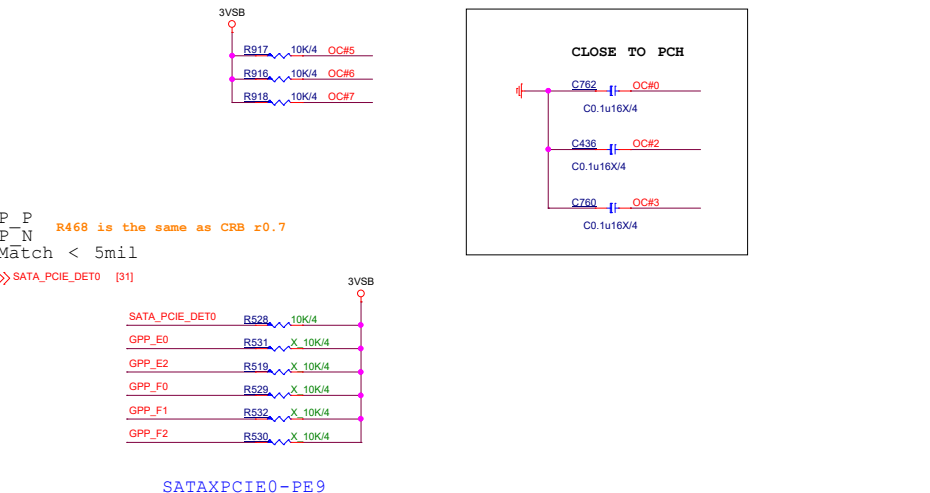 3VSB
R917 10K/4 OC#5
R916 10K/4 OC#6
R918 10K/4 OC#7
CLOSE TO PCH
C762 OC#0
C0.1u16X/4
C436 OC#2
C0.1u16X/4
C760 OC#3
C0.1u16X/4
P_P
P_N
R468 is the same as CRB r0.7
Match < 5mil
SATA_PCIE_DET0 [31]
3VSB
SATA_PCIE_DET0 R528 10K/4
GPP_E0 R531 X_10K/4
GPP_E2 R519 X_10K/4
GPP_F0 R529 X_10K/4
GPP_F1 R532 X_10K/4
GPP_F2 R530 X_10K/4
SATAXPCIE0-PE9